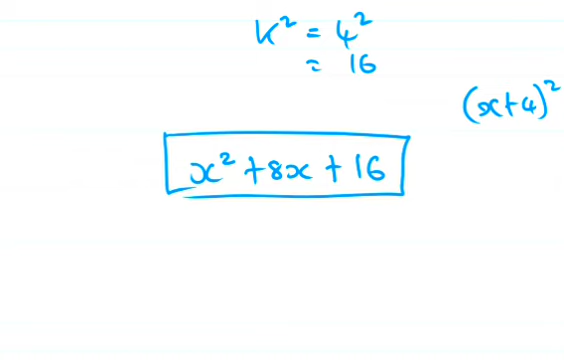 k² = 4²
= 16
(x+4)²
x² + 8x + 16